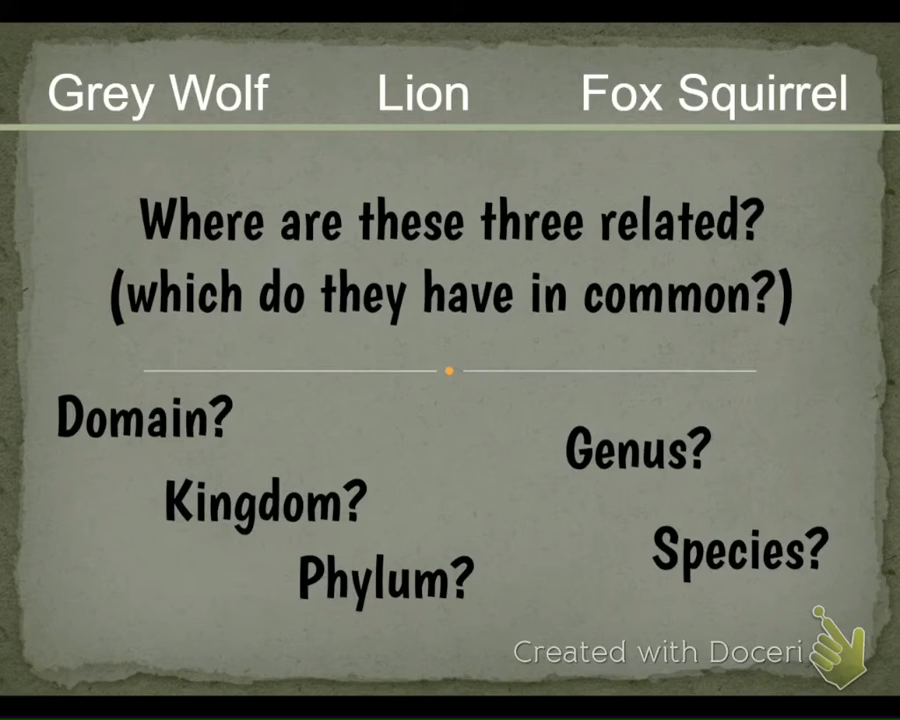 Grey Wolf Lion Fox Squirrel
Where are these three related?
(which do they have in common?)
Domain?
Kingdom?
Phylum?
Genus?
Species?
Created with Doceri